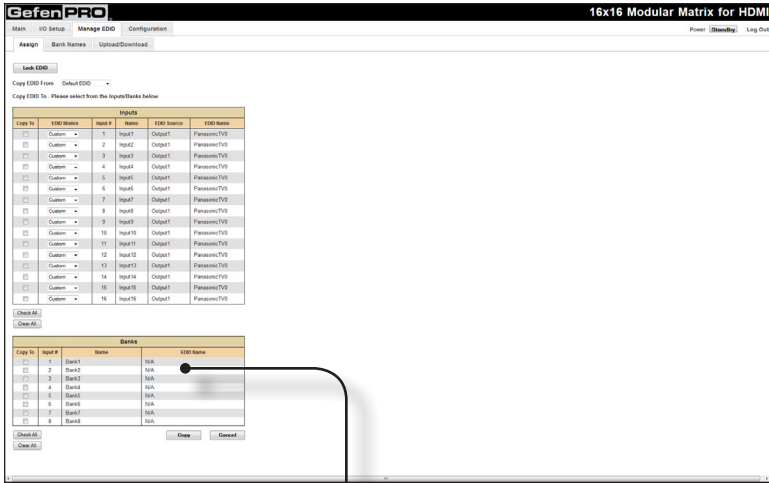 Gefen PRO 16x16 Modular Matrix for HDMI
Main I/O Setup Manage EDID Configuration Power Standby Log Out
Assign Bank Names Upload/Download
Lock EDID
Copy EDID From Default EDID
Copy EDID To - Please select from the Inputs/Banks below
Inputs
Copy To EDID Modes Input # Name EDID Source EDID Name
Custom 1 Input1 Output1 PanasonicTV0
Custom 2 Input2 Output1 PanasonicTV0
Custom 3 Input3 Output1 PanasonicTV0
Custom 4 Input4 Output1 PanasonicTV0
Custom 5 Input5 Output1 PanasonicTV0
Custom 6 Input6 Output1 PanasonicTV0
Custom 7 Input7 Output1 PanasonicTV0
Custom 8 Input8 Output1 PanasonicTV0
Custom 9 Input9 Output1 PanasonicTV0
Custom 10 Input10 Output1 PanasonicTV0
Custom 11 Input11 Output1 PanasonicTV0
Custom 12 Input12 Output1 PanasonicTV0
Custom 13 Input13 Output1 PanasonicTV0
Custom 14 Input14 Output1 PanasonicTV0
Custom 15 Input15 Output1 PanasonicTV0
Custom 16 Input16 Output1 PanasonicTV0
Check All
Clear All
Banks
Copy To Input # Name EDID Name
1 Bank1 N/A
2 Bank2 N/A
3 Bank3 N/A
4 Bank4 N/A
5 Bank5 N/A
6 Bank6 N/A
7 Bank7 N/A
8 Bank8 N/A
Check All Copy Cancel
Clear All